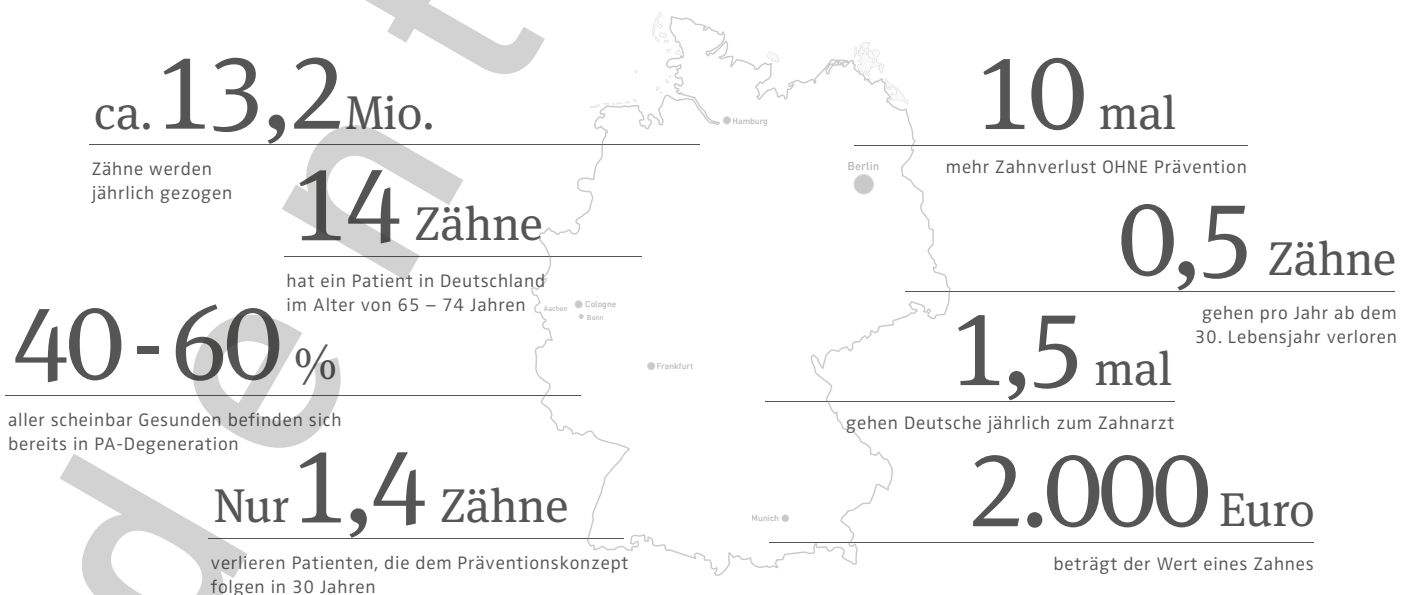 ca. 13,2 Mio.
Zähne werden
jährlich gezogen
14 Zähne
hat ein Patient in Deutschland
im Alter von 65 – 74 Jahren
40-60 %
aller scheinbar Gesunden befinden sich
bereits in PA-Degeneration
Nur 1,4 Zähne
verlieren Patienten, die dem Präventionskonzept
folgen in 30 Jahren
10 mal
mehr Zahnverlust OHNE Prävention
0,5 Zähne
gehen pro Jahr ab dem
30. Lebensjahr verloren
1,5 mal
gehen Deutsche jährlich zum Zahnarzt
2.000 Euro
beträgt der Wert eines Zahnes
Hamburg
Berlin
Cologne
Aachen
Bonn
Frankfurt
Munich
dent